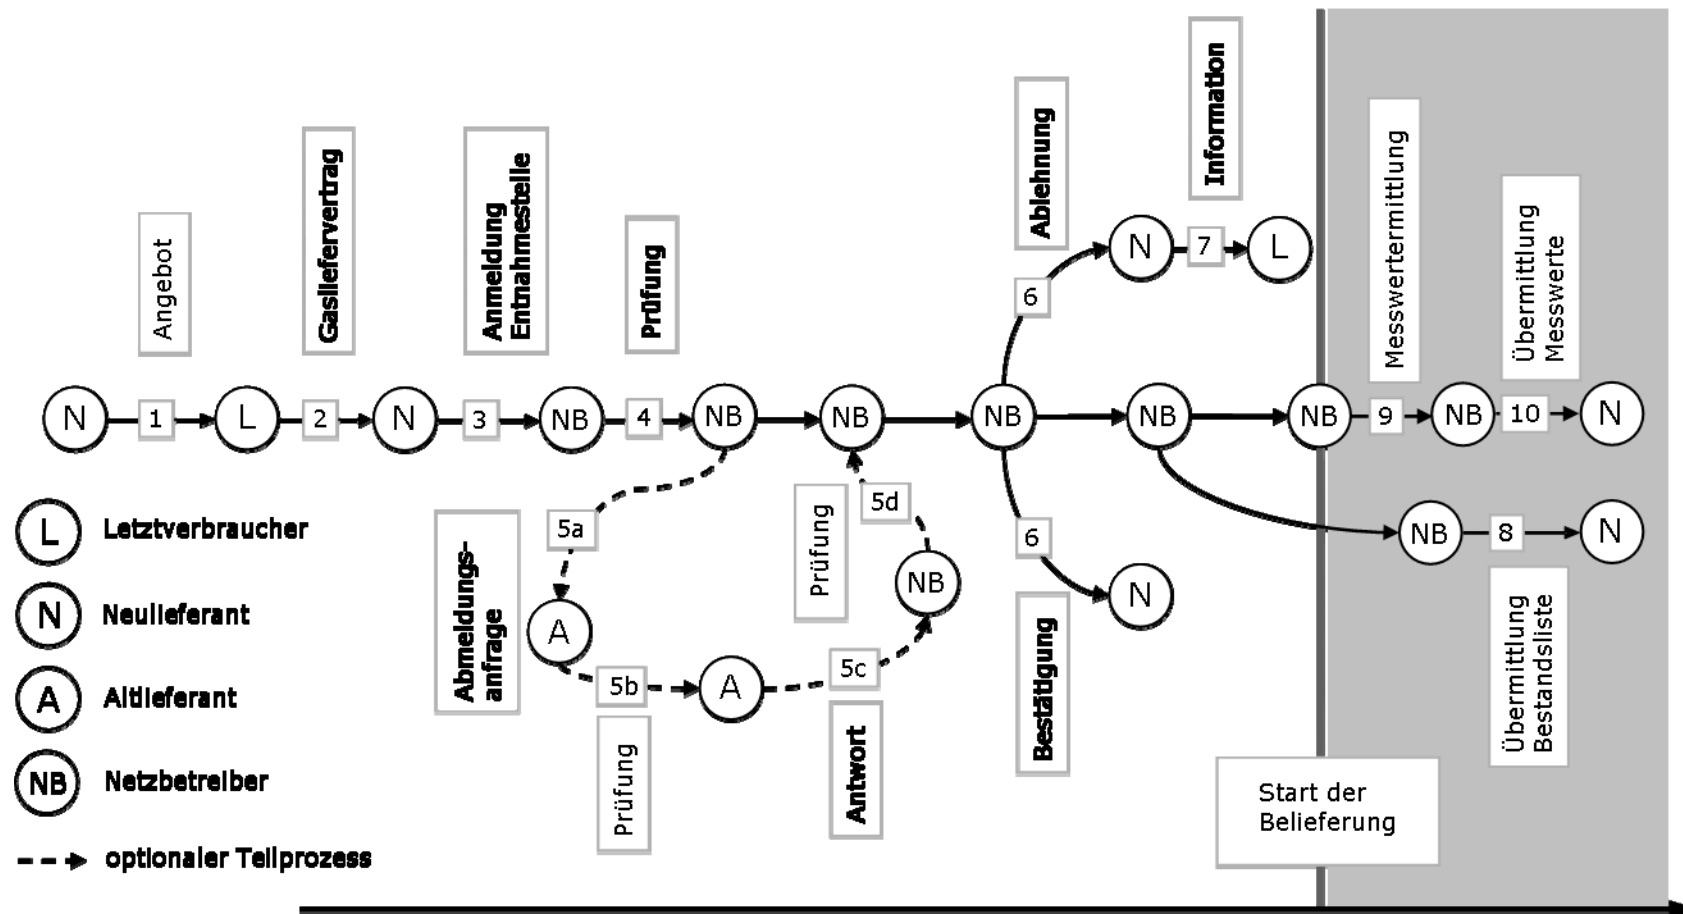 Angebot
Gasliefervertrag
Anmeldung
Entnahmestelle
Prüfung
Ablehnung
Information
Messwertermittlung
Übermittlung
Messwerte
6
N
7
L
N
1
L
2
N
3
NB
4
NB
NB
NB
NB
NB
9
NB
10
N
L
Letztverbraucher
N
Neulieferant
A
Altlieferant
NB
Netzbetreiber
optionaler Teilprozess
Abmeldungs-
anfrage
5a
A
5b
Prüfung
A
5c
Antwort
NB
5d
Prüfung
6
N
Bestätigung
NB
8
N
Übermittlung
Bestandsliste
Start der
Belieferung